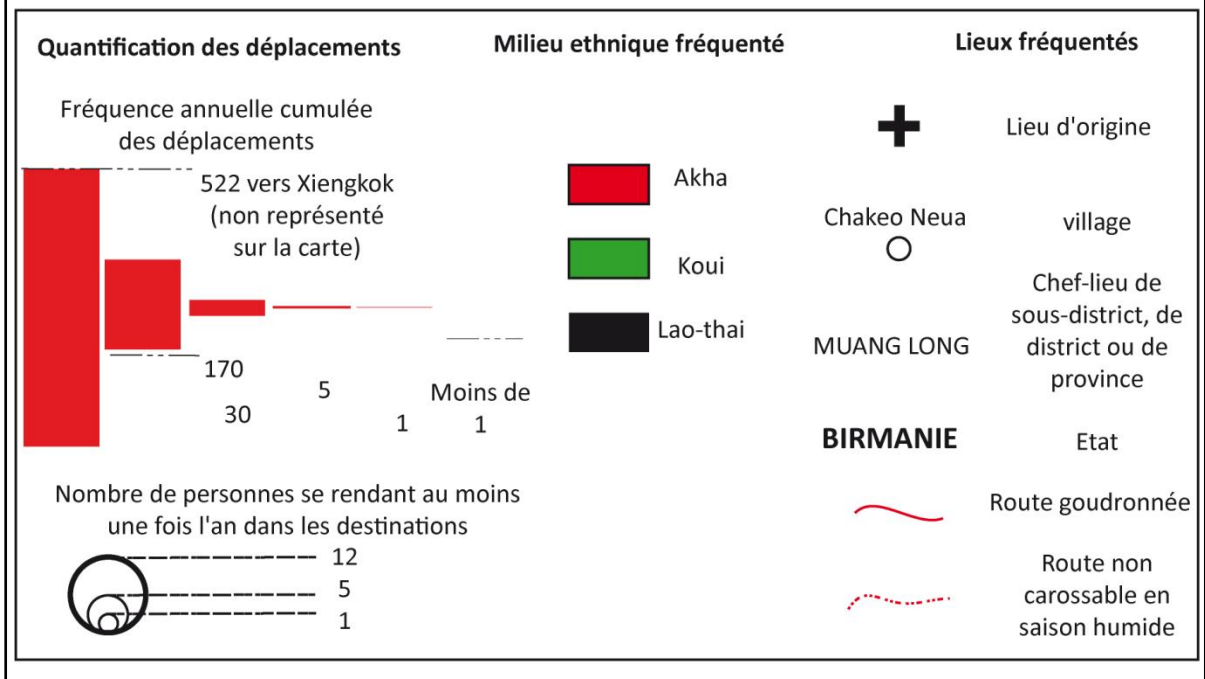 Quantification des déplacements
Fréquence annuelle cumulée
des déplacements
522 vers Xiengkok
(non représenté
sur la carte)
170
30
5
1
Moins de
1
Nombre de personnes se rendant au moins
une fois l'an dans les destinations
12
5
1
Milieu ethnique fréquenté
Akha
Koui
Lao-thai
Lieux fréquentés
Lieu d'origine
Chakeo Neua
village
MUANG LONG
Chef-lieu de
sous-district, de
district ou de
province
BIRMANIE
Etat
Route goudronnée
Route non
carossable en
saison humide